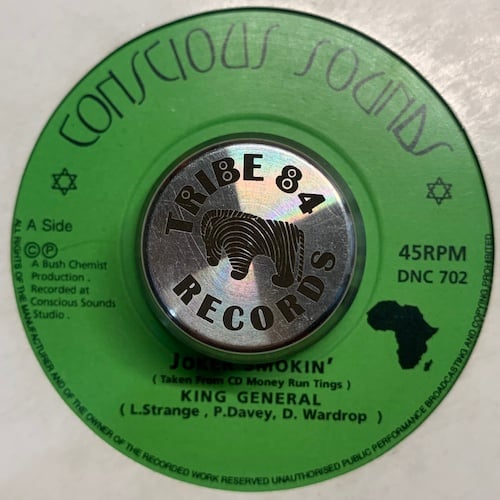 CONSCIOUS SOUNDS
TRIBE 84
RECORDS
A Side
©Ⓟ
A Bush Chemist
Production .
Recorded at
Conscious Sounds
Studio .
45RPM
DNC 702
JOKER SMOKIN'
( Taken From CD Money Run Tings )
KING GENERAL
( L.Strange , P.Davey, D. Wardrop )
ALL RIGHTS OF THE MANUFACTURER AND OF THE OWNER OF THE RECORDED WORK RESERVED UNAUTHORISED PUBLIC PERFORMANCE BROADCASTING AND COPYING PROHIBITED